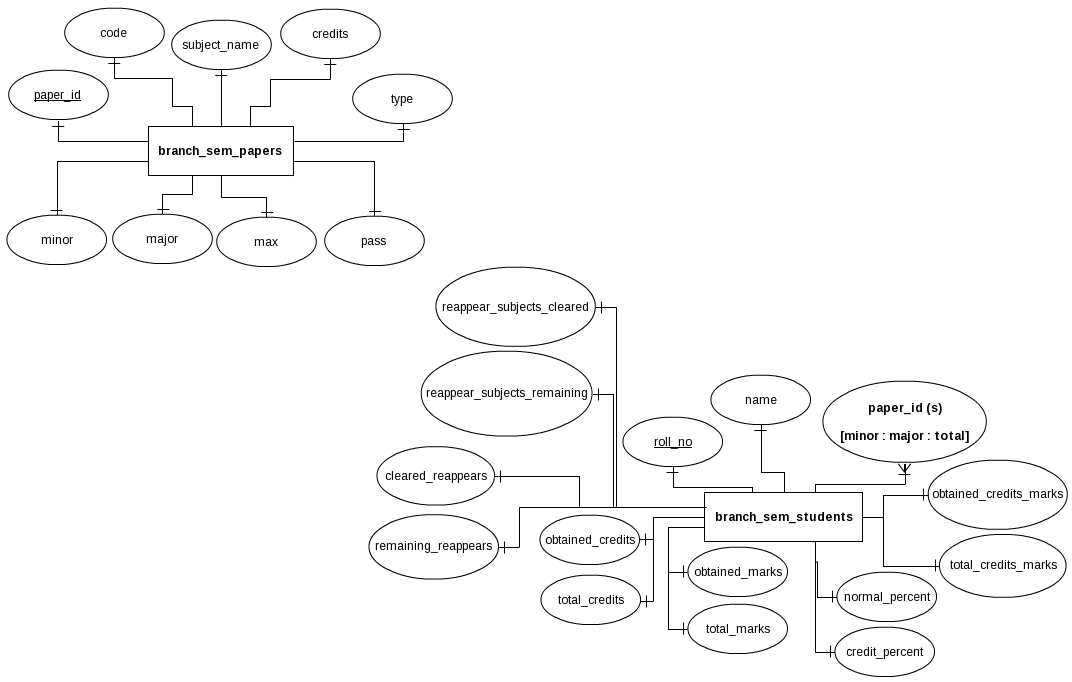 code
subject_name
credits
paper_id
type
branch_sem_papers
minor
major
max
pass
reappear_subjects_cleared
reappear_subjects_remaining
name
paper_id (s)
[minor : major : total]
roll_no
cleared_reappears
obtained_credits_marks
branch_sem_students
remaining_reappears
obtained_credits
total_credits_marks
obtained_marks
total_credits
normal_percent
total_marks
credit_percent